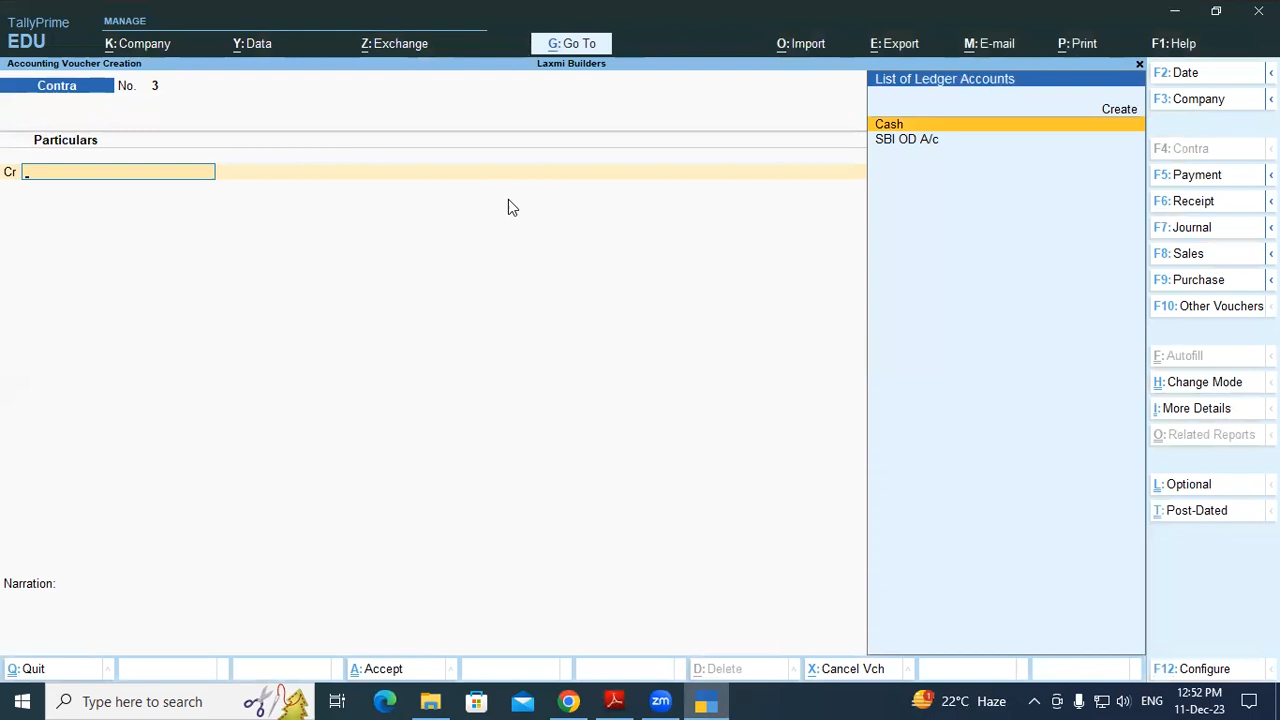 TallyPrime
EDU
MANAGE
K: Company
Y: Data
Z: Exchange
G: Go To
O: Import
E: Export
M: E-mail
P: Print
F1: Help
Accounting Voucher Creation
Laxmi Builders
Contra
No. 3
Particulars
Cr
Narration:
List of Ledger Accounts
Create
Cash
SBI OD A/c
F2: Date
F3: Company
F4: Contra
F5: Payment
F6: Receipt
F7: Journal
F8: Sales
F9: Purchase
F10: Other Vouchers
F: Autofill
H: Change Mode
I: More Details
O: Related Reports
L: Optional
T: Post-Dated
Q: Quit
A: Accept
D: Delete
X: Cancel Vch
F12: Configure
Type here to search
22°C Haze
ENG
12:52 PM
11-Dec-23